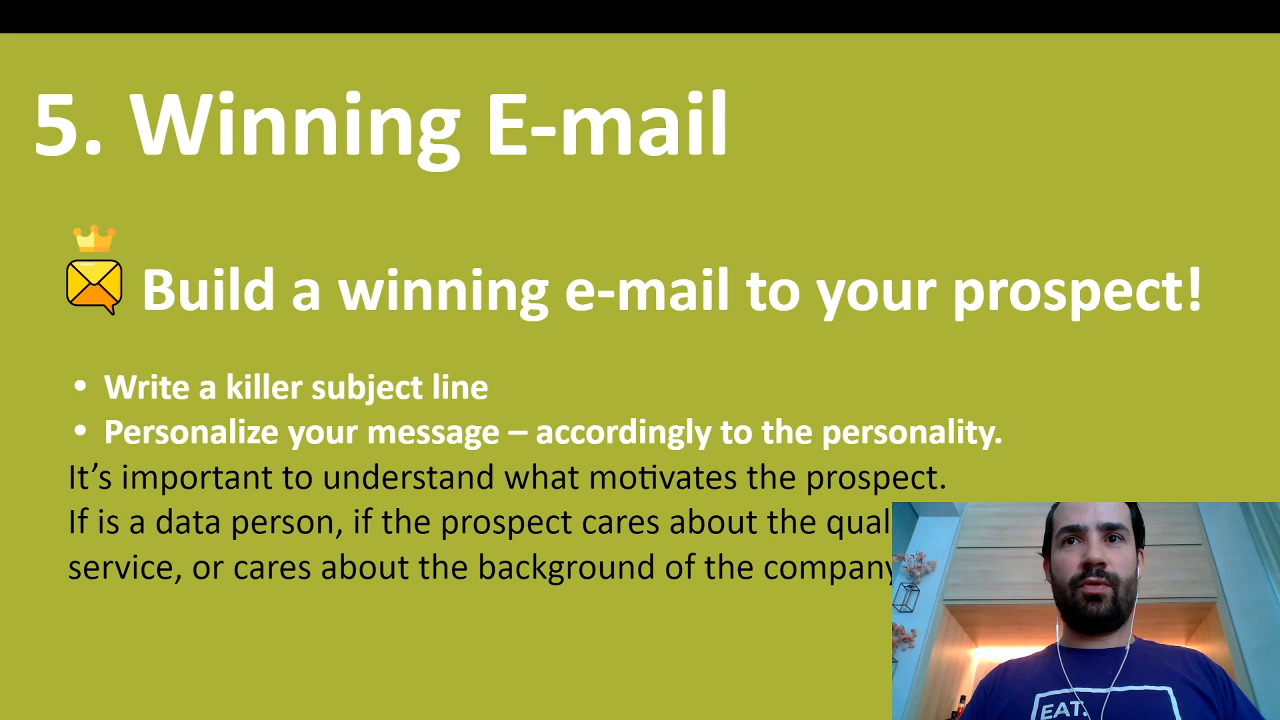 5. Winning E-mail
Build a winning e-mail to your prospect!
• Write a killer subject line
• Personalize your message – accordingly to the personality.
It’s important to understand what motivates the prospect.
If is a data person, if the prospect cares about the
service, or cares about the background of the company
EAT.